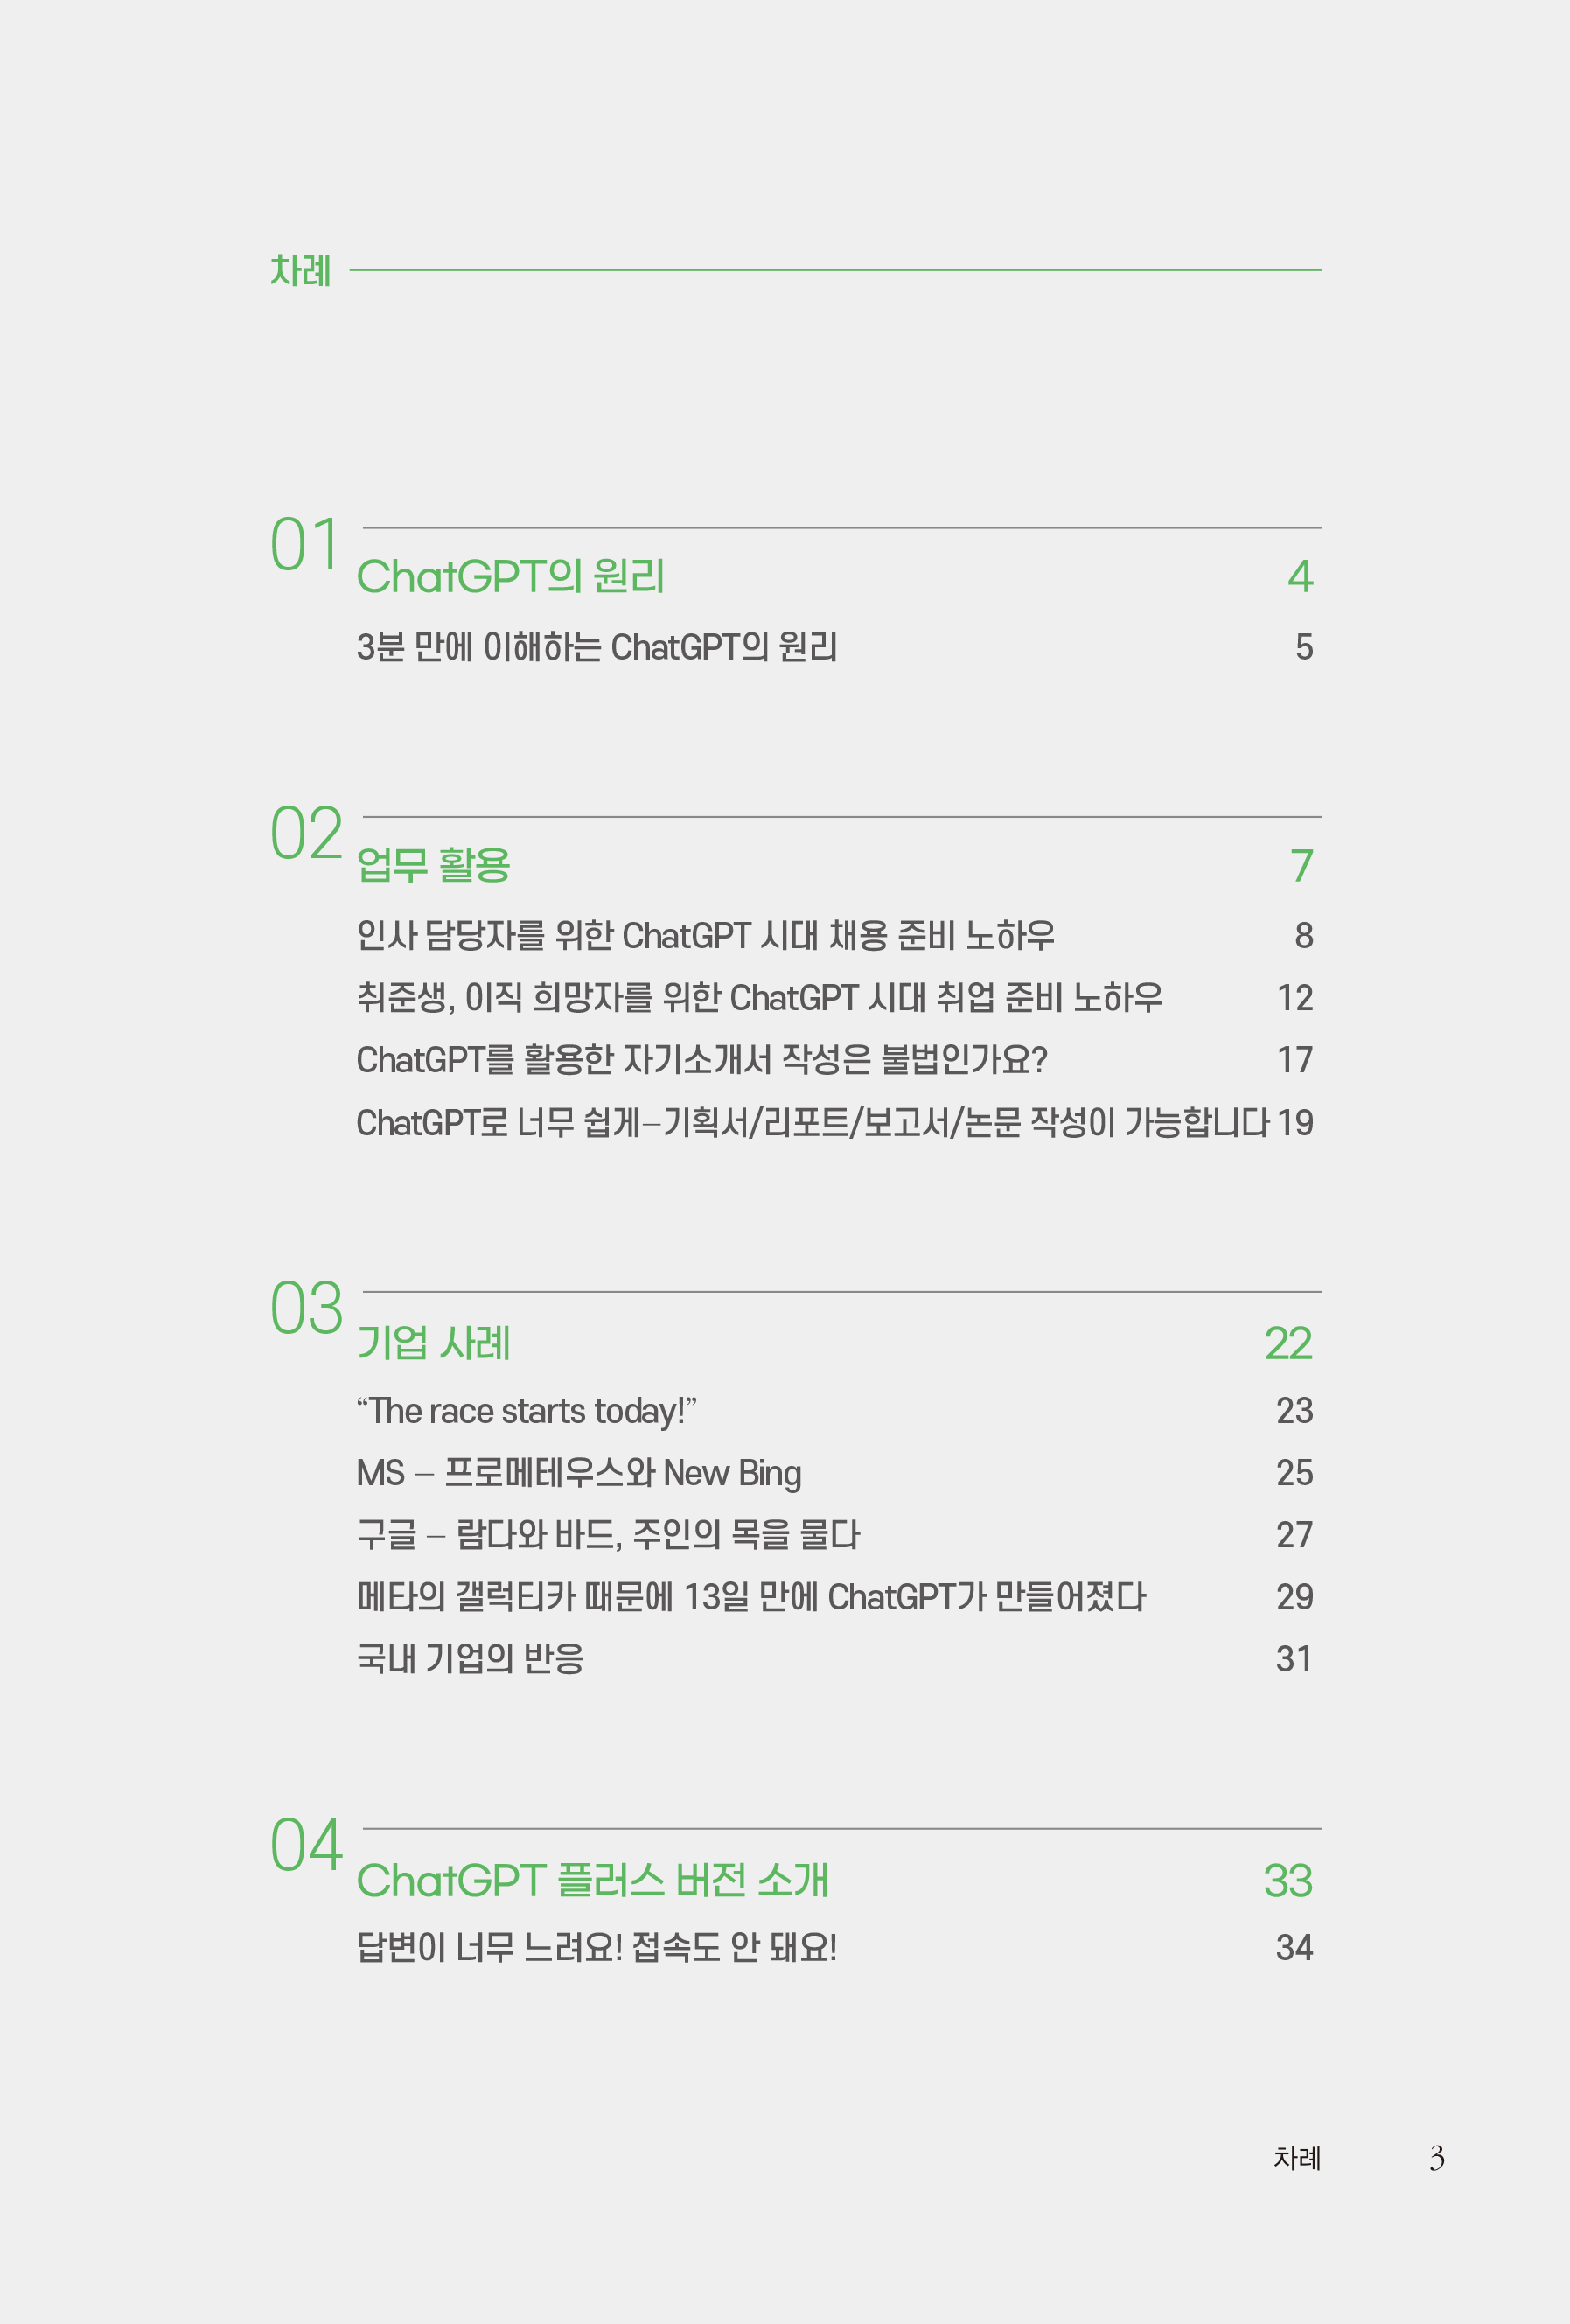 차례
01
ChatGPT의 원리 4
3분 만에 이해하는 ChatGPT의 원리 5
02
업무 활용 7
인사 담당자를 위한 ChatGPT 시대 채용 준비 노하우 8
취준생, 이직 희망자를 위한 ChatGPT 시대 취업 준비 노하우 12
ChatGPT를 활용한 자기소개서 작성은 불법인가요? 17
ChatGPT로 너무 쉽게–기획서/리포트/보고서/논문 작성이 가능합니다 19
03
기업 사례 22
“The race starts today!” 23
MS – 프로메테우스와 New Bing 25
구글 – 람다와 바드, 주인의 목을 물다 27
메타의 갤럭티카 때문에 13일 만에 ChatGPT가 만들어졌다 29
국내 기업의 반응 31
04
ChatGPT 플러스 버전 소개 33
답변이 너무 느려요! 접속도 안 돼요! 34
차례 3